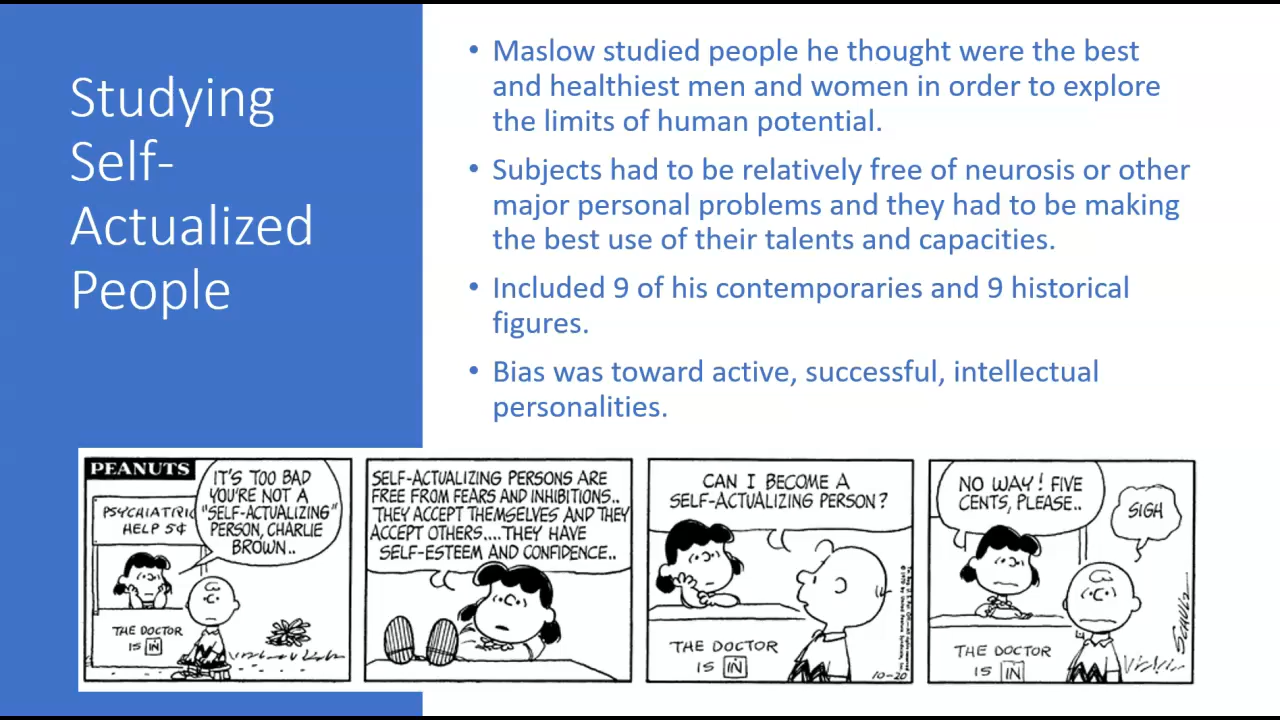 Studying
Self-
Actualized
People
• Maslow studied people he thought were the best
and healthiest men and women in order to explore
the limits of human potential.
• Subjects had to be relatively free of neurosis or other
major personal problems and they had to be making
the best use of their talents and capacities.
• Included 9 of his contemporaries and 9 historical
figures.
• Bias was toward active, successful, intellectual
personalities.
PEANUTS
IT'S TOO BAD
YOU'RE NOT A
"SELF-ACTUALIZING"
PERSON, CHARLIE
BROWN..
PSYCHIATRIC
HELP 5¢
THE DOCTOR
IS IN
SELF-ACTUALIZING PERSONS ARE
FREE FROM FEARS AND INHIBITIONS..
THEY ACCEPT THEMSELVES AND THEY
ACCEPT OTHERS....THEY HAVE
SELF-ESTEEM AND CONFIDENCE..
CAN I BECOME A
SELF-ACTUALIZING PERSON?
THE DOCTOR
IS IN
10-20
NO WAY! FIVE
CENTS, PLEASE..
SIGH
THE DOCTOR
IS IN
SCHULZ